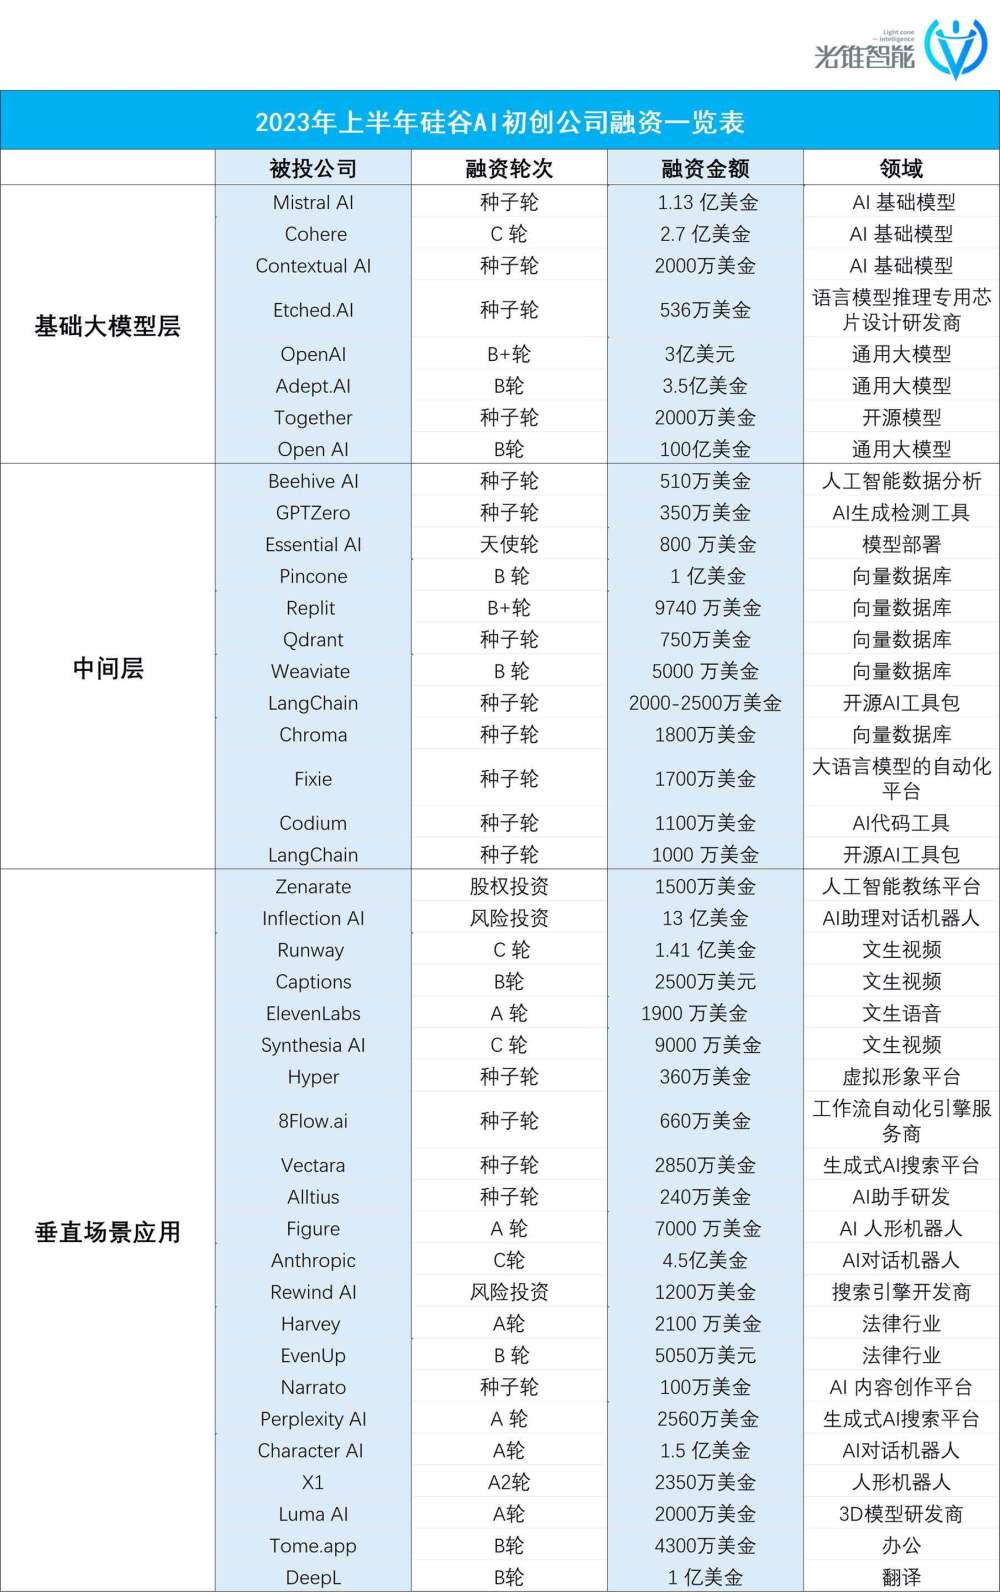 Light cone
— intelligence
光锥智能
2023年上半年硅谷AI初创公司融资一览表
被投公司 融资轮次 融资金额 领域
基础大模型层
Mistral AI 种子轮 1.13 亿美金 AI 基础模型
Cohere C 轮 2.7 亿美金 AI 基础模型
Contextual AI 种子轮 2000万美金 AI 基础模型
Etched.AI 种子轮 536万美金 语言模型推理专用芯
片设计研发商
OpenAI B+轮 3亿美元 通用大模型
Adept.AI B轮 3.5亿美金 通用大模型
Together 种子轮 2000万美金 开源模型
Open AI B轮 100亿美金 通用大模型
中间层
Beehive AI 种子轮 510万美金 人工智能数据分析
GPTZero 种子轮 350万美金 AI生成检测工具
Essential AI 天使轮 800 万美金 模型部署
Pincone B 轮 1 亿美金 向量数据库
Replit B+轮 9740 万美金 向量数据库
Qdrant 种子轮 750万美金 向量数据库
Weaviate B 轮 5000 万美金 向量数据库
LangChain 种子轮 2000-2500万美金 开源AI工具包
Chroma 种子轮 1800万美金 向量数据库
Fixie 种子轮 1700万美金 大语言模型的自动化
平台
Codium 种子轮 1100万美金 AI代码工具
LangChain 种子轮 1000 万美金 开源AI工具包
垂直场景应用
Zenarate 股权投资 1500万美金 人工智能教练平台
Inflection AI 风险投资 13 亿美金 AI助理对话机器人
Runway C 轮 1.41 亿美金 文生视频
Captions B轮 2500万美元 文生视频
ElevenLabs A 轮 1900 万美金 文生语音
Synthesia AI C 轮 9000 万美金 文生视频
Hyper 种子轮 360万美金 虚拟形象平台
8Flow.ai 种子轮 660万美金 工作流自动化引擎服
务商
Vectara 种子轮 2850万美金 生成式AI搜索平台
Alltius 种子轮 240万美金 AI助手研发
Figure A 轮 7000 万美金 AI 人形机器人
Anthropic C轮 4.5亿美金 AI对话机器人
Rewind AI 风险投资 1200万美金 搜索引擎开发商
Harvey A轮 2100 万美金 法律行业
EvenUp B 轮 5050万美元 法律行业
Narrato 种子轮 100万美金 AI 内容创作平台
Perplexity AI A 轮 2560万美金 生成式AI搜索平台
Character AI A轮 1.5 亿美金 AI对话机器人
X1 A2轮 2350万美金 人形机器人
Luma AI A轮 2000万美金 3D模型研发商
Tome.app B轮 4300万美金 办公
DeepL B轮 1 亿美金 翻译